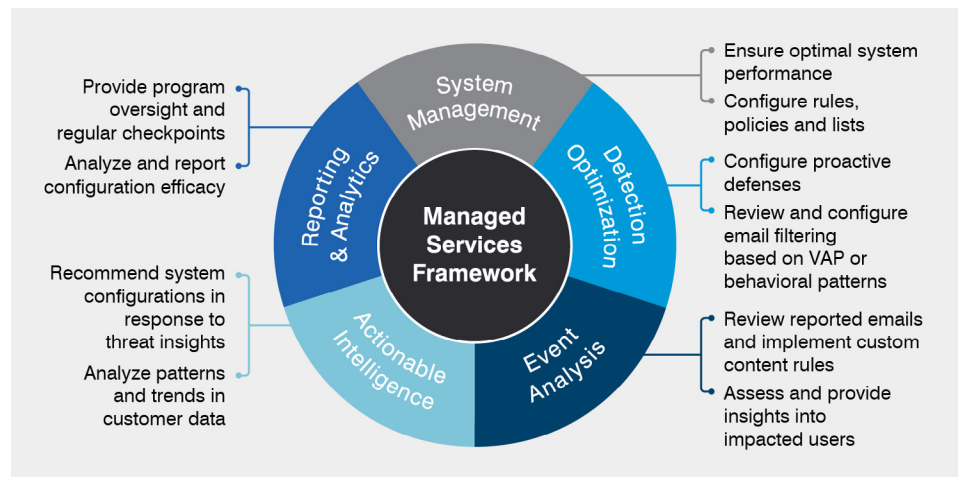 System
Management
Ensure optimal system
performance
Configure rules,
policies and lists
Detection
Optimization
Configure proactive
defenses
Review and configure
email filtering
based on VAP or
behavioral patterns
Event
Analysis
Review reported emails
and implement custom
content rules
Assess and provide
insights into
impacted users
Actionable
Intelligence
Recommend system
configurations in
response to
threat insights
Analyze patterns
and trends in
customer data
Reporting
& Analytics
Provide program
oversight and
regular checkpoints
Analyze and report
configuration efficacy
Managed
Services
Framework